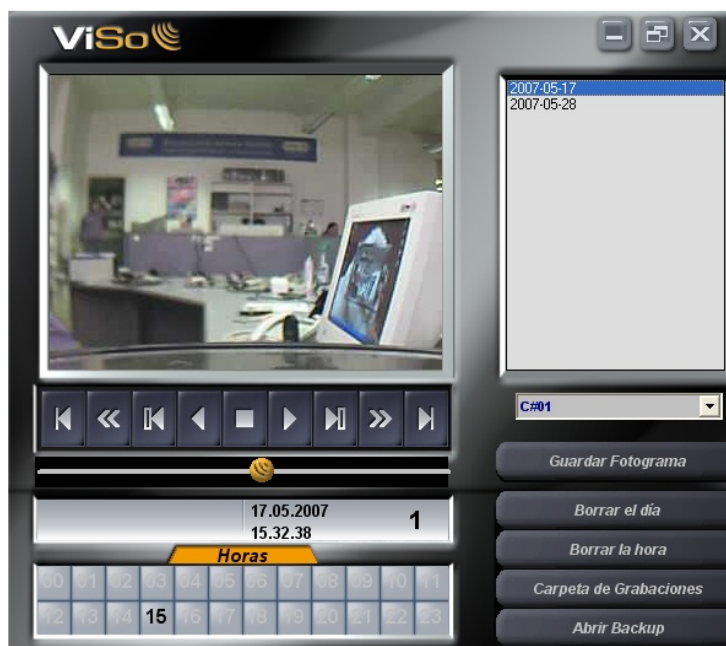 ViSo
2007-05-17
2007-05-28
C#01
Guardar Fotograma
17.05.2007
15.32.38
1
Borrar el día
Horas
Borrar la hora
00 01 02 03 04 05 06 07 08 09 10 11
Carpeta de Grabaciones
12 13 14 15 16 17 18 19 20 21 22 23
Abrir Backup